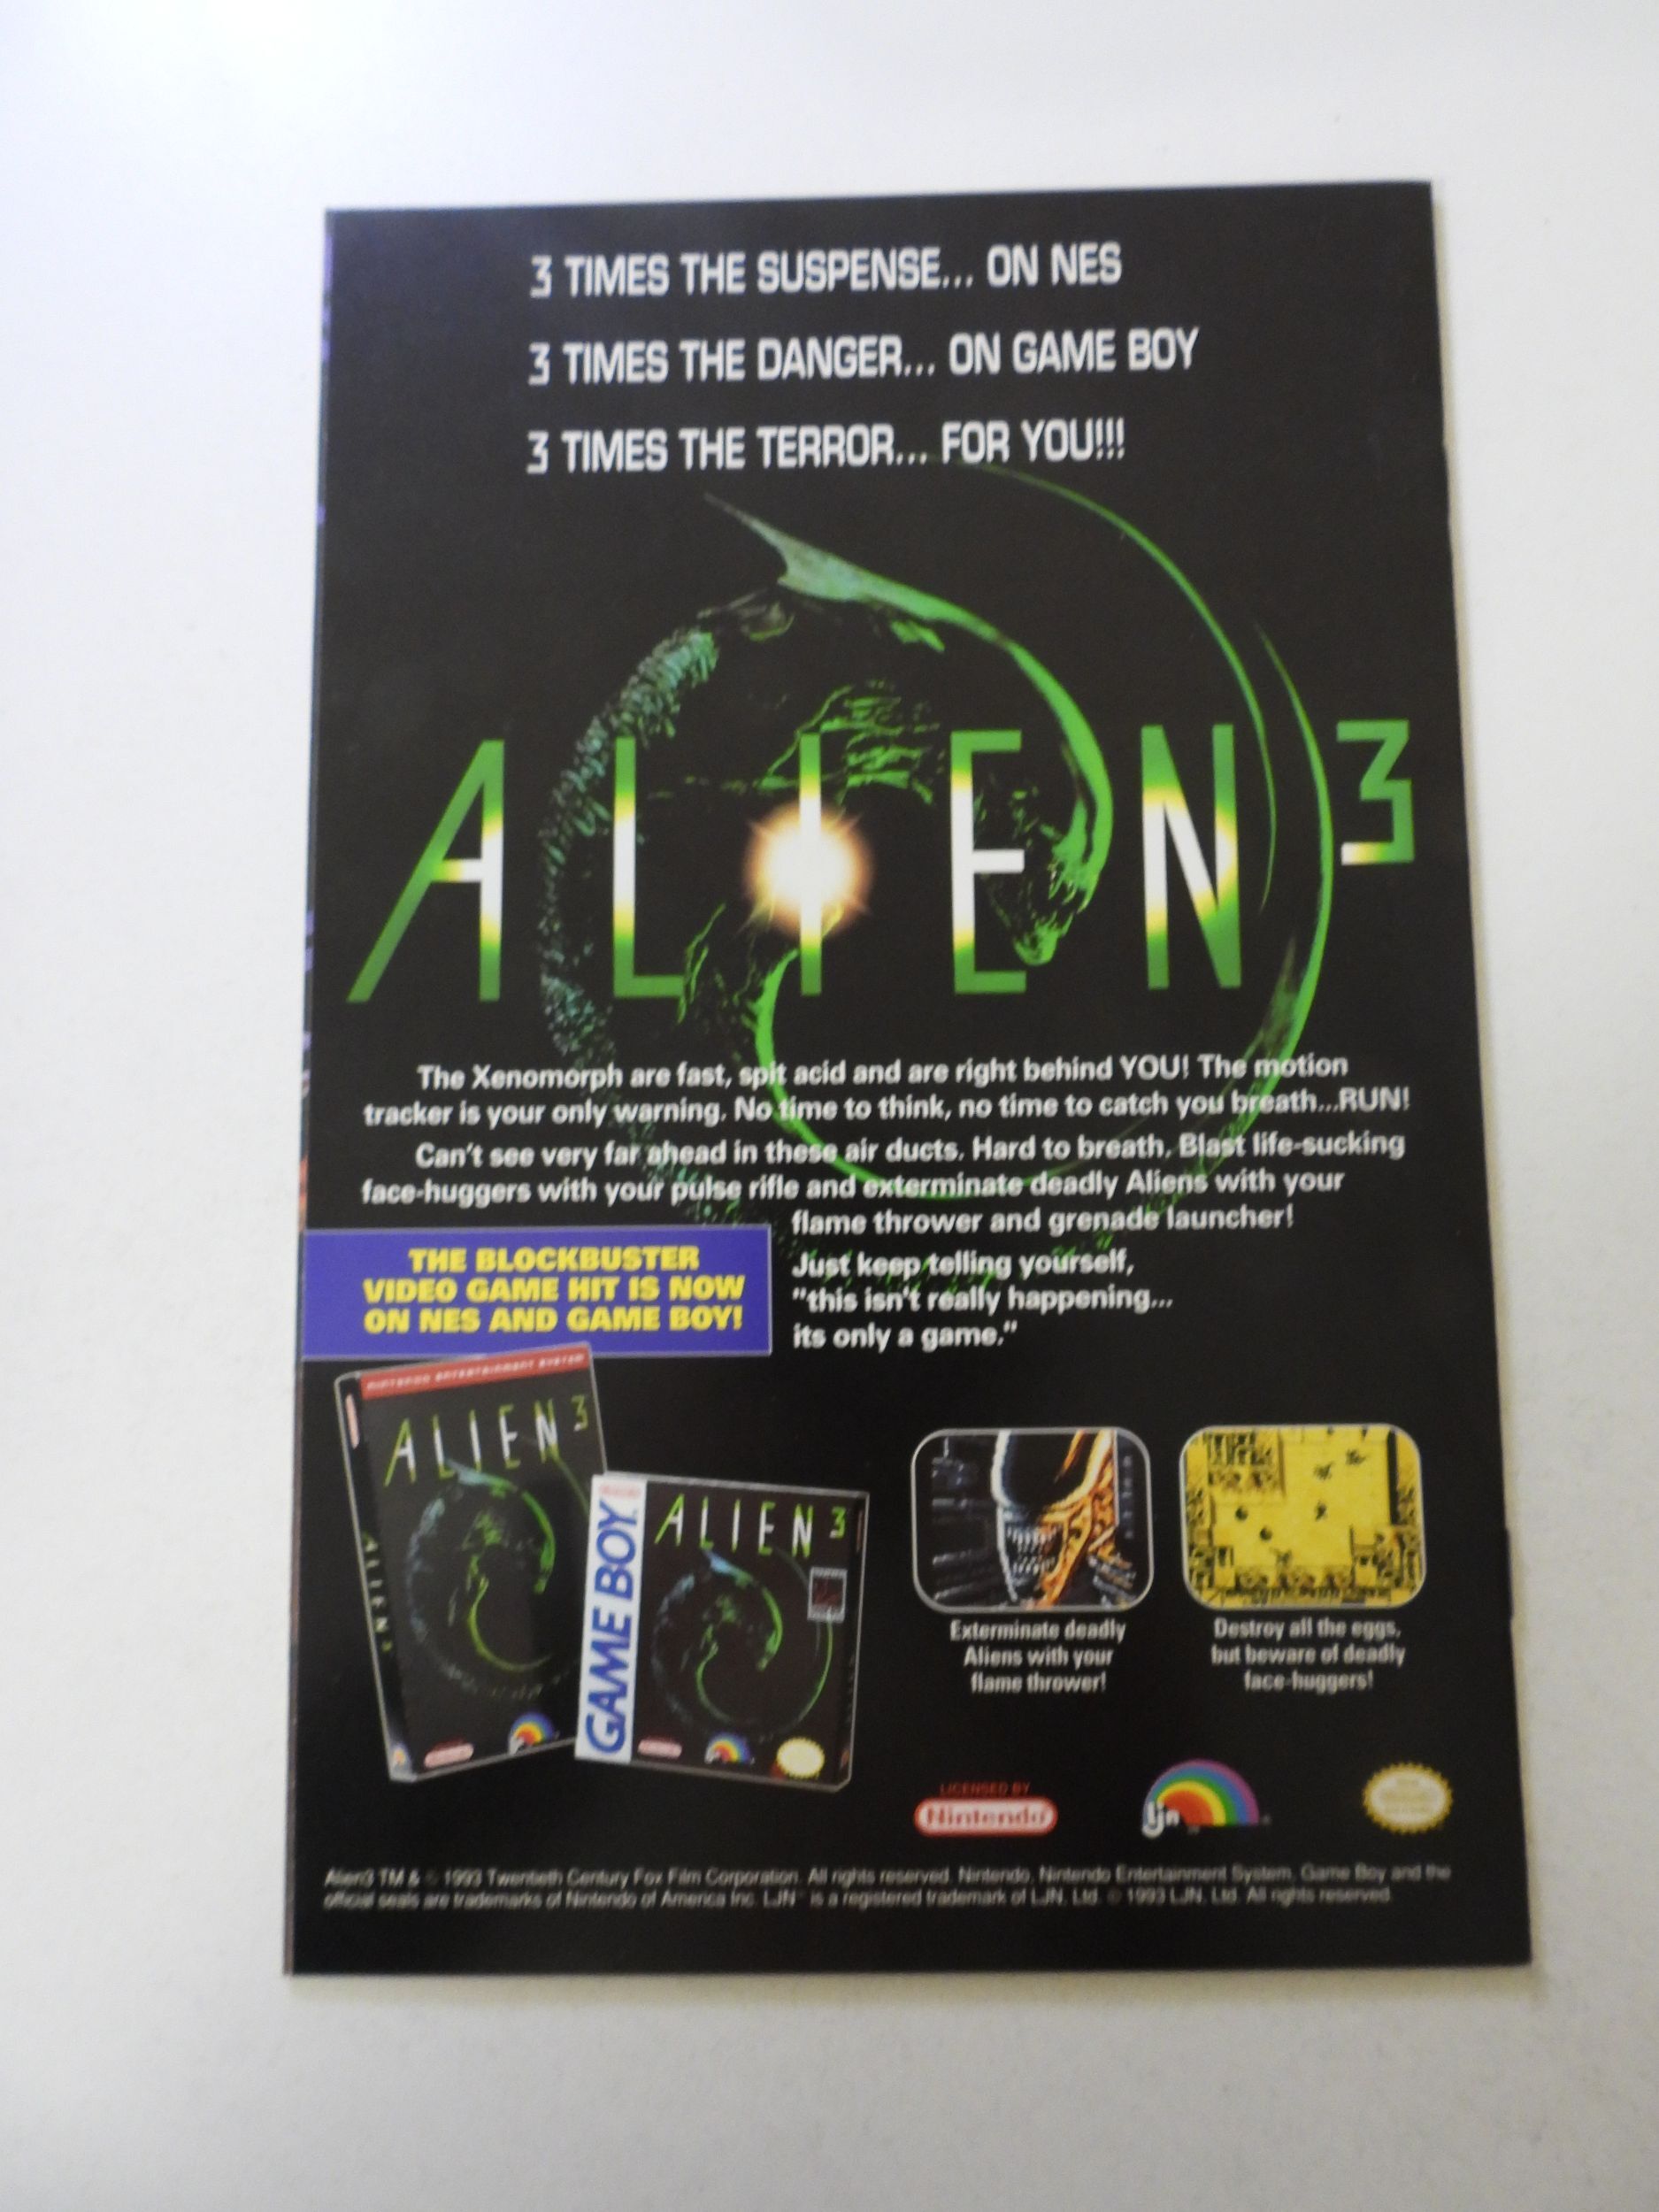 3 TIMES THE SUSPENSE... ON NES
3 TIMES THE DANGER... ON GAME BOY
3 TIMES THE TERROR... FOR YOU!!!
ALIEN³
The Xenomorph are fast, spit acid and are right behind YOU! The motion
tracker is your only warning. No time to think, no time to catch you breath...RUN!
Can't see very far ahead in these air ducts. Hard to breath. Blast life-sucking
face-huggers with your pulse rifle and exterminate deadly Aliens with your
flame thrower and grenade launcher!
Just keep telling yourself,
"this isn't really happening...
its only a game."
THE BLOCKBUSTER
VIDEO GAME HIT IS NOW
ON NES AND GAME BOY!
NINTENDO ENTERTAINMENT SYSTEM
ALIEN³
ALIEN³
GAME BOY
ALIEN³
Exterminate deadly
Aliens with your
flame thrower!
Destroy all the eggs,
but beware of deadly
face-huggers!
LICENSED BY
Nintendo
ljn
Alien3 TM & © 1993 Twentieth Century Fox Film Corporation. All rights reserved. Nintendo, Nintendo Entertainment System, Game Boy and the
official seals are trademarks of Nintendo of America Inc. LJN™ is a registered trademark of LJN, Ltd. © 1993 LJN, Ltd. All rights reserved.